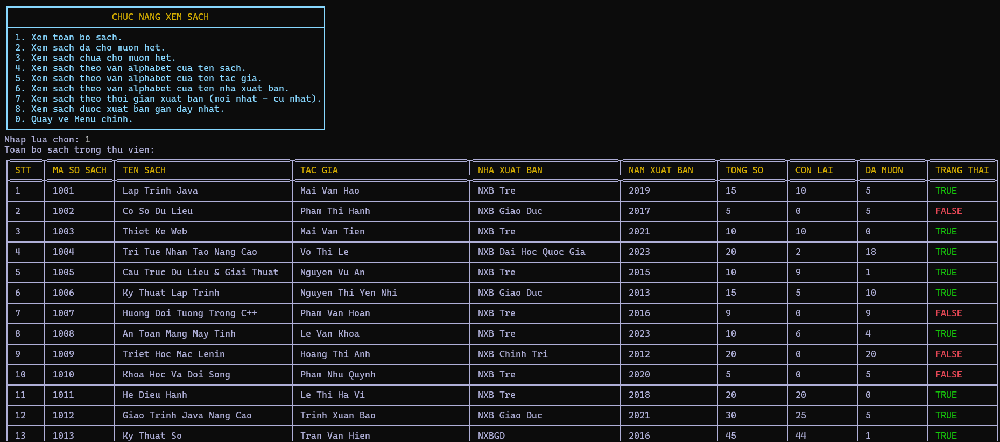 CHUC NANG XEM SACH
1. Xem toan bo sach.
2. Xem sach da cho muon het.
3. Xem sach chua cho muon het.
4. Xem sach theo van alphabet cua ten sach.
5. Xem sach theo van alphabet cua ten tac gia.
6. Xem sach theo van alphabet cua ten nha xuat ban.
7. Xem sach theo thoi gian xuat ban (moi nhat - cu nhat).
8. Xem sach duoc xuat ban gan day nhat.
0. Quay ve Menu chinh.
Nhap lua chon: 1
Toan bo sach trong thu vien:
STT MA SO SACH TEN SACH TAC GIA NHA XUAT BAN NAM XUAT BAN TONG SO CON LAI DA MUON TRANG THAI
1 1001 Lap Trinh Java Mai Van Hao NXB Tre 2019 15 10 5 TRUE
2 1002 Co So Du Lieu Pham Thi Hanh NXB Giao Duc 2017 5 0 5 FALSE
3 1003 Thiet Ke Web Mai Van Tien NXB Tre 2021 10 10 0 TRUE
4 1004 Tri Tue Nhan Tao Nang Cao Vo Thi Le NXB Dai Hoc Quoc Gia 2023 20 2 18 TRUE
5 1005 Cau Truc Du Lieu & Giai Thuat Nguyen Vu An NXB Tre 2015 10 9 1 TRUE
6 1006 Ky Thuat Lap Trinh Nguyen Thi Yen Nhi NXB Giao Duc 2013 15 5 10 TRUE
7 1007 Huong Doi Tuong Trong C++ Pham Van Hoan NXB Tre 2016 9 0 9 FALSE
8 1008 An Toan Mang May Tinh Le Van Khoa NXB Tre 2023 10 6 4 TRUE
9 1009 Triet Hoc Mac Lenin Hoang Thi Anh NXB Chinh Tri 2012 20 0 20 FALSE
10 1010 Khoa Hoc Va Doi Song Pham Nhu Quynh NXB Tre 2020 5 0 5 FALSE
11 1011 He Dieu Hanh Le Thi Ha Vi NXB Tre 2018 20 20 0 TRUE
12 1012 Giao Trinh Java Nang Cao Trinh Xuan Bao NXB Giao Duc 2021 30 25 5 TRUE
13 1013 Ky Thuat So Tran Van Hien NXBGD 2016 45 44 1 TRUE